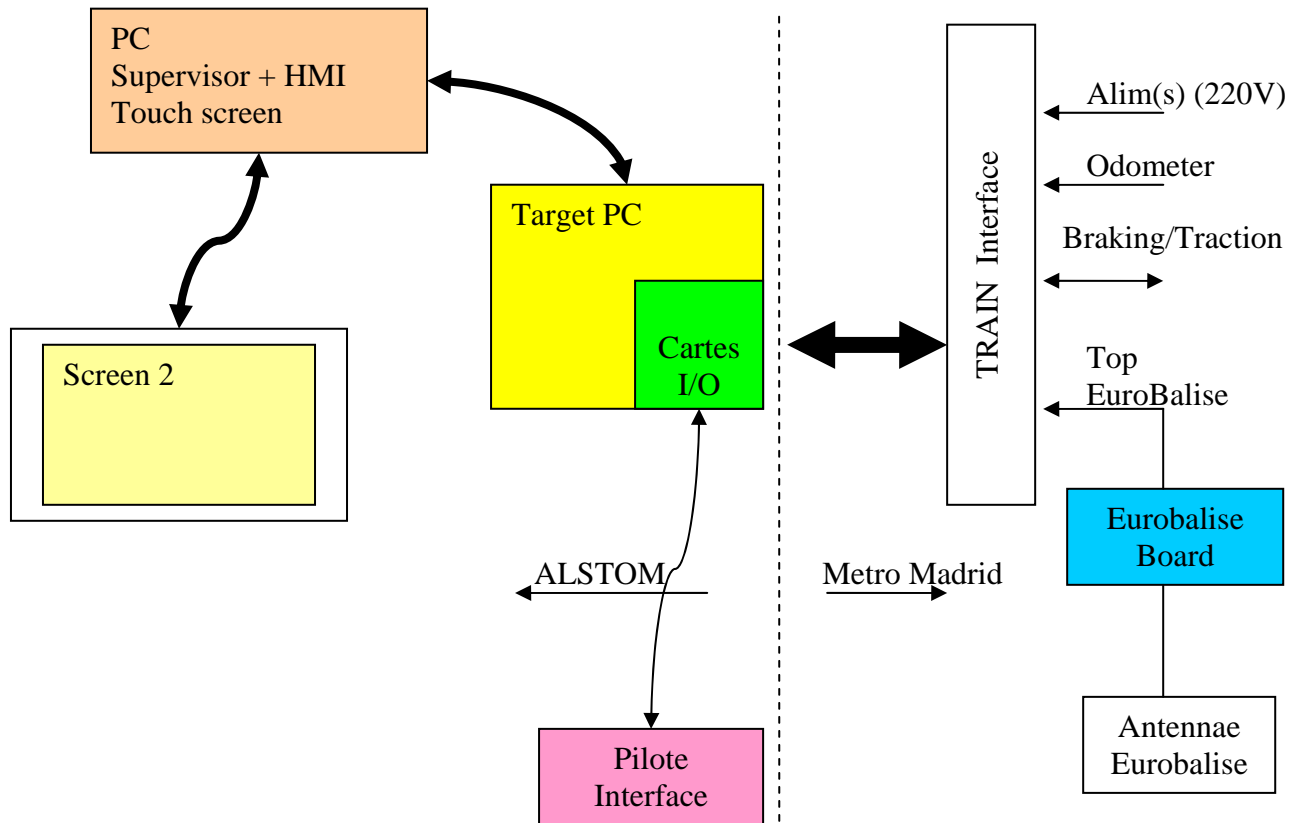 PC
Supervisor + HMI
Touch screen
Target PC
Cartes
I/O
Screen 2
ALSTOM
Pilote
Interface
TRAIN Interface
Alim(s) (220V)
Odometer
Braking/Traction
Top
EuroBalise
Metro Madrid
Eurobalise
Board
Antennae
Eurobalise